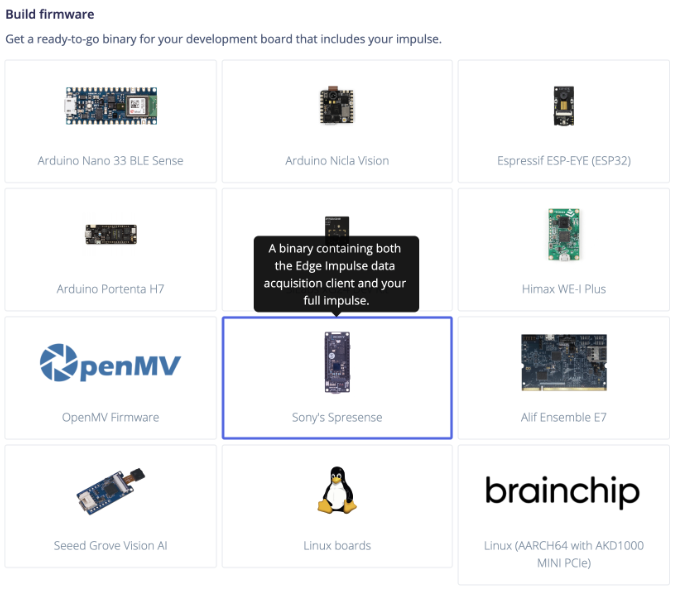 Build firmware
Get a ready-to-go binary for your development board that includes your impulse.
Arduino Nano 33 BLE Sense
Arduino Nicla Vision
Espressif ESP-EYE (ESP32)
Arduino Portenta H7
A binary containing both
the Edge Impulse data
acquisition client and your
full impulse.
Himax WE-I Plus
OpenMV
OpenMV Firmware
Sony's Spresense
Alif Ensemble E7
Seeed Grove Vision AI
Linux boards
brainchip
Linux (AARCH64 with AKD1000
MINI PCIe)